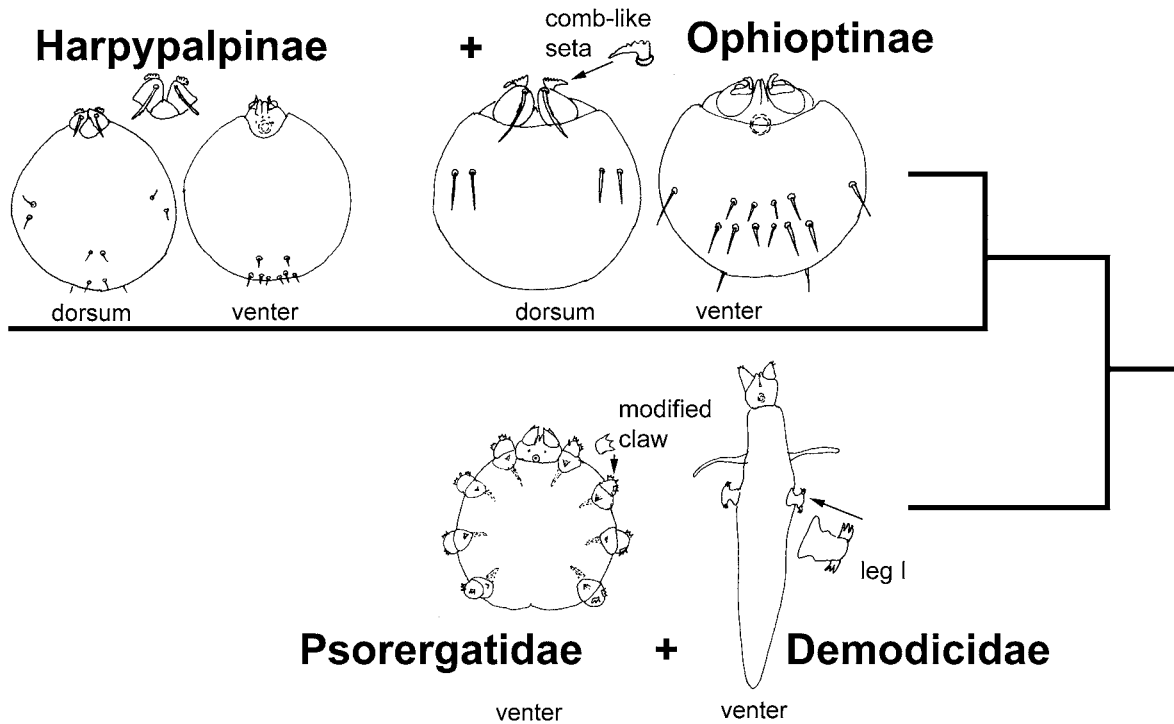 Harpypalpinae + Ophioptinae
comb-like
seta
dorsum
venter
dorsum
venter
modified
claw
leg I
Psorergatidae + Demodicidae
venter
venter